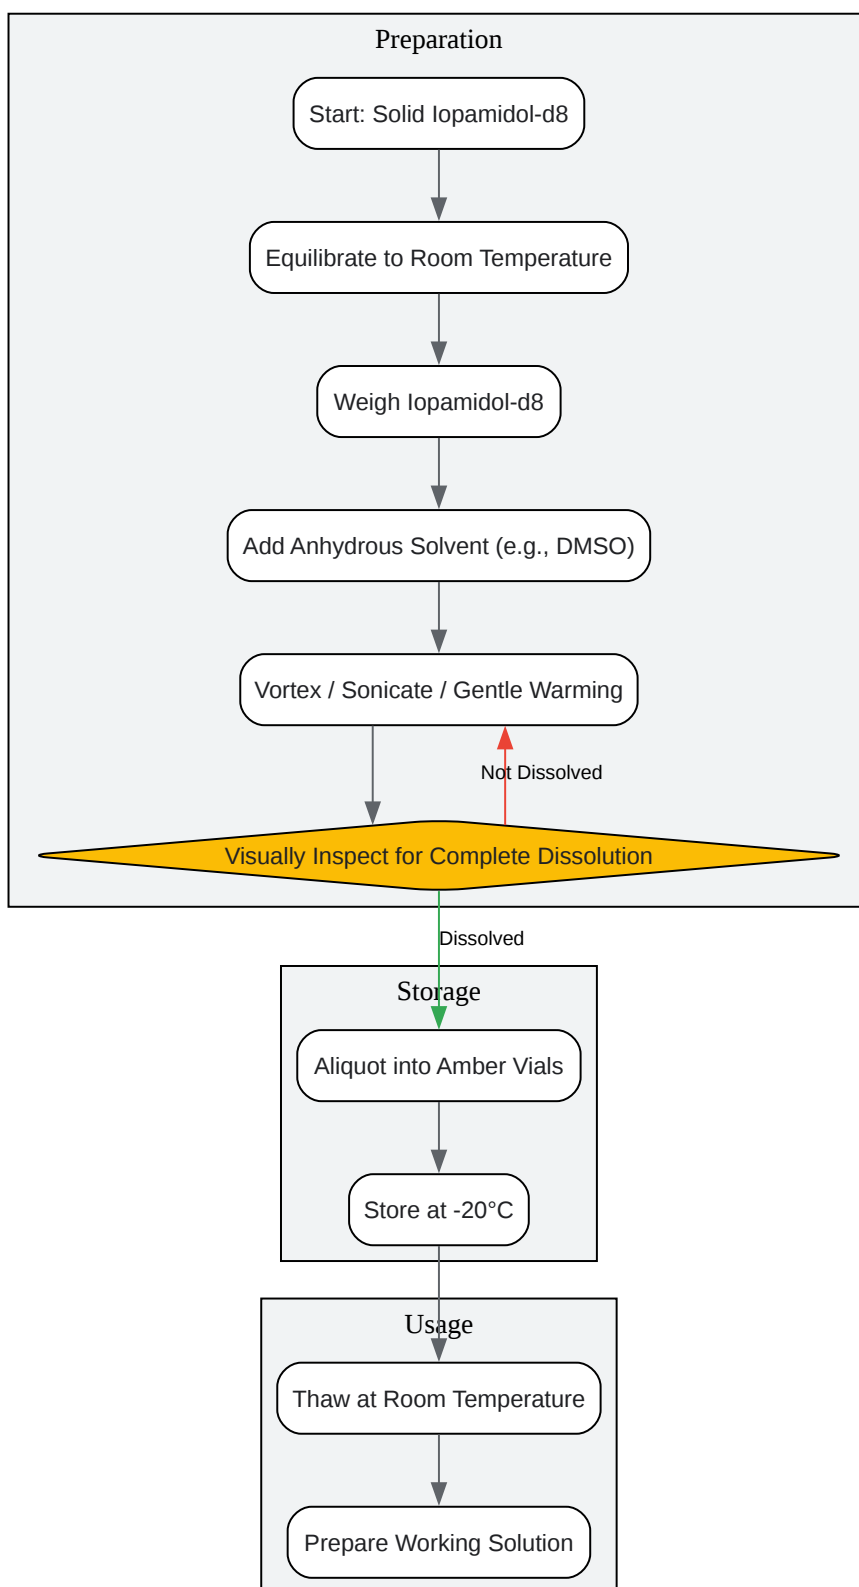 Preparation
Start: Solid Iopamidol-d8
Equilibrate to Room Temperature
Weigh Iopamidol-d8
Add Anhydrous Solvent (e.g., DMSO)
Vortex / Sonicate / Gentle Warming
Not Dissolved
Visually Inspect for Complete Dissolution
Dissolved
Storage
Aliquot into Amber Vials
Store at -20°C
Usage
Thaw at Room Temperature
Prepare Working Solution